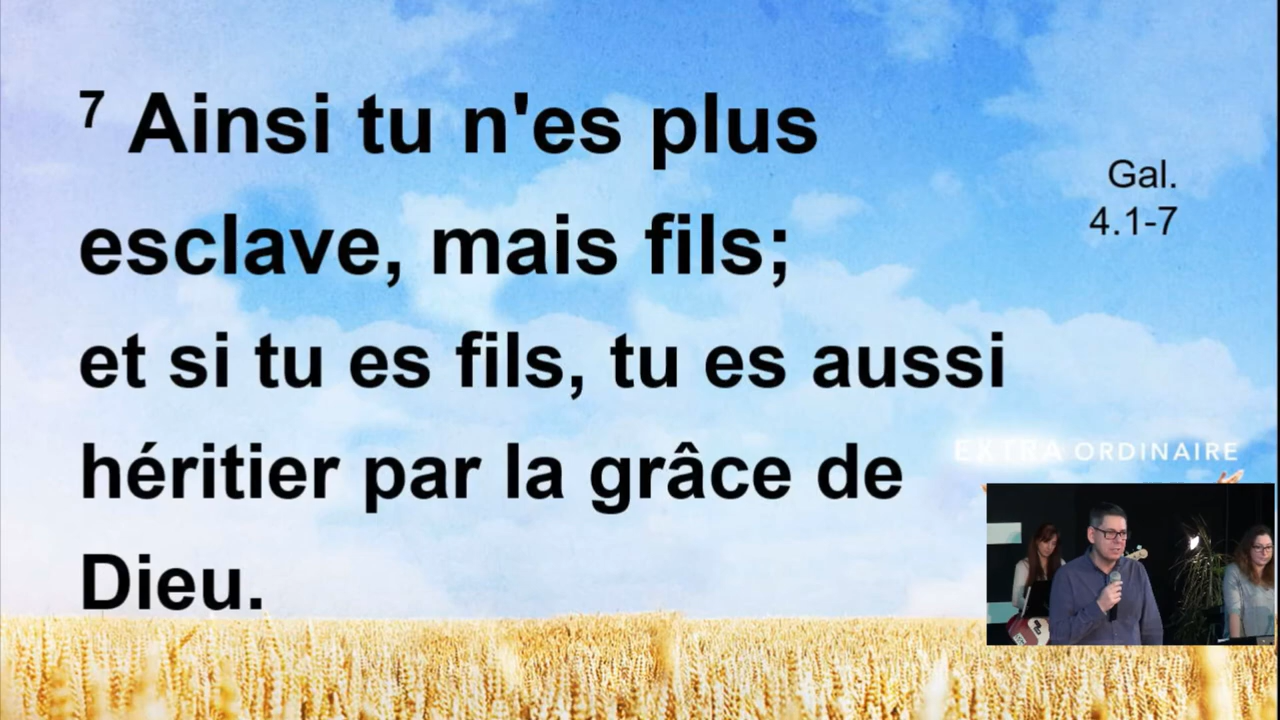 7 Ainsi tu n'es plus
esclave, mais fils;
et si tu es fils, tu es aussi
héritier par la grâce de
Dieu.
Gal.
4.1-7
EXTRA ORDINAIRE